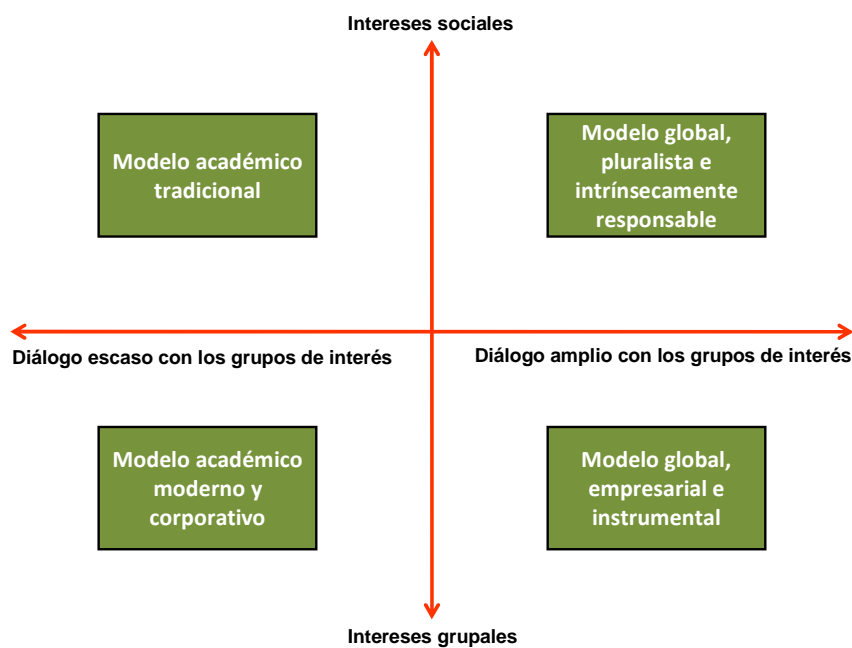 Intereses sociales
Modelo académico
tradicional
Modelo global,
pluralista e
intrínsecamente
responsable
Diálogo escaso con los grupos de interés
Diálogo amplio con los grupos de interés
Modelo académico
moderno y
corporativo
Modelo global,
empresarial e
instrumental
Intereses grupales